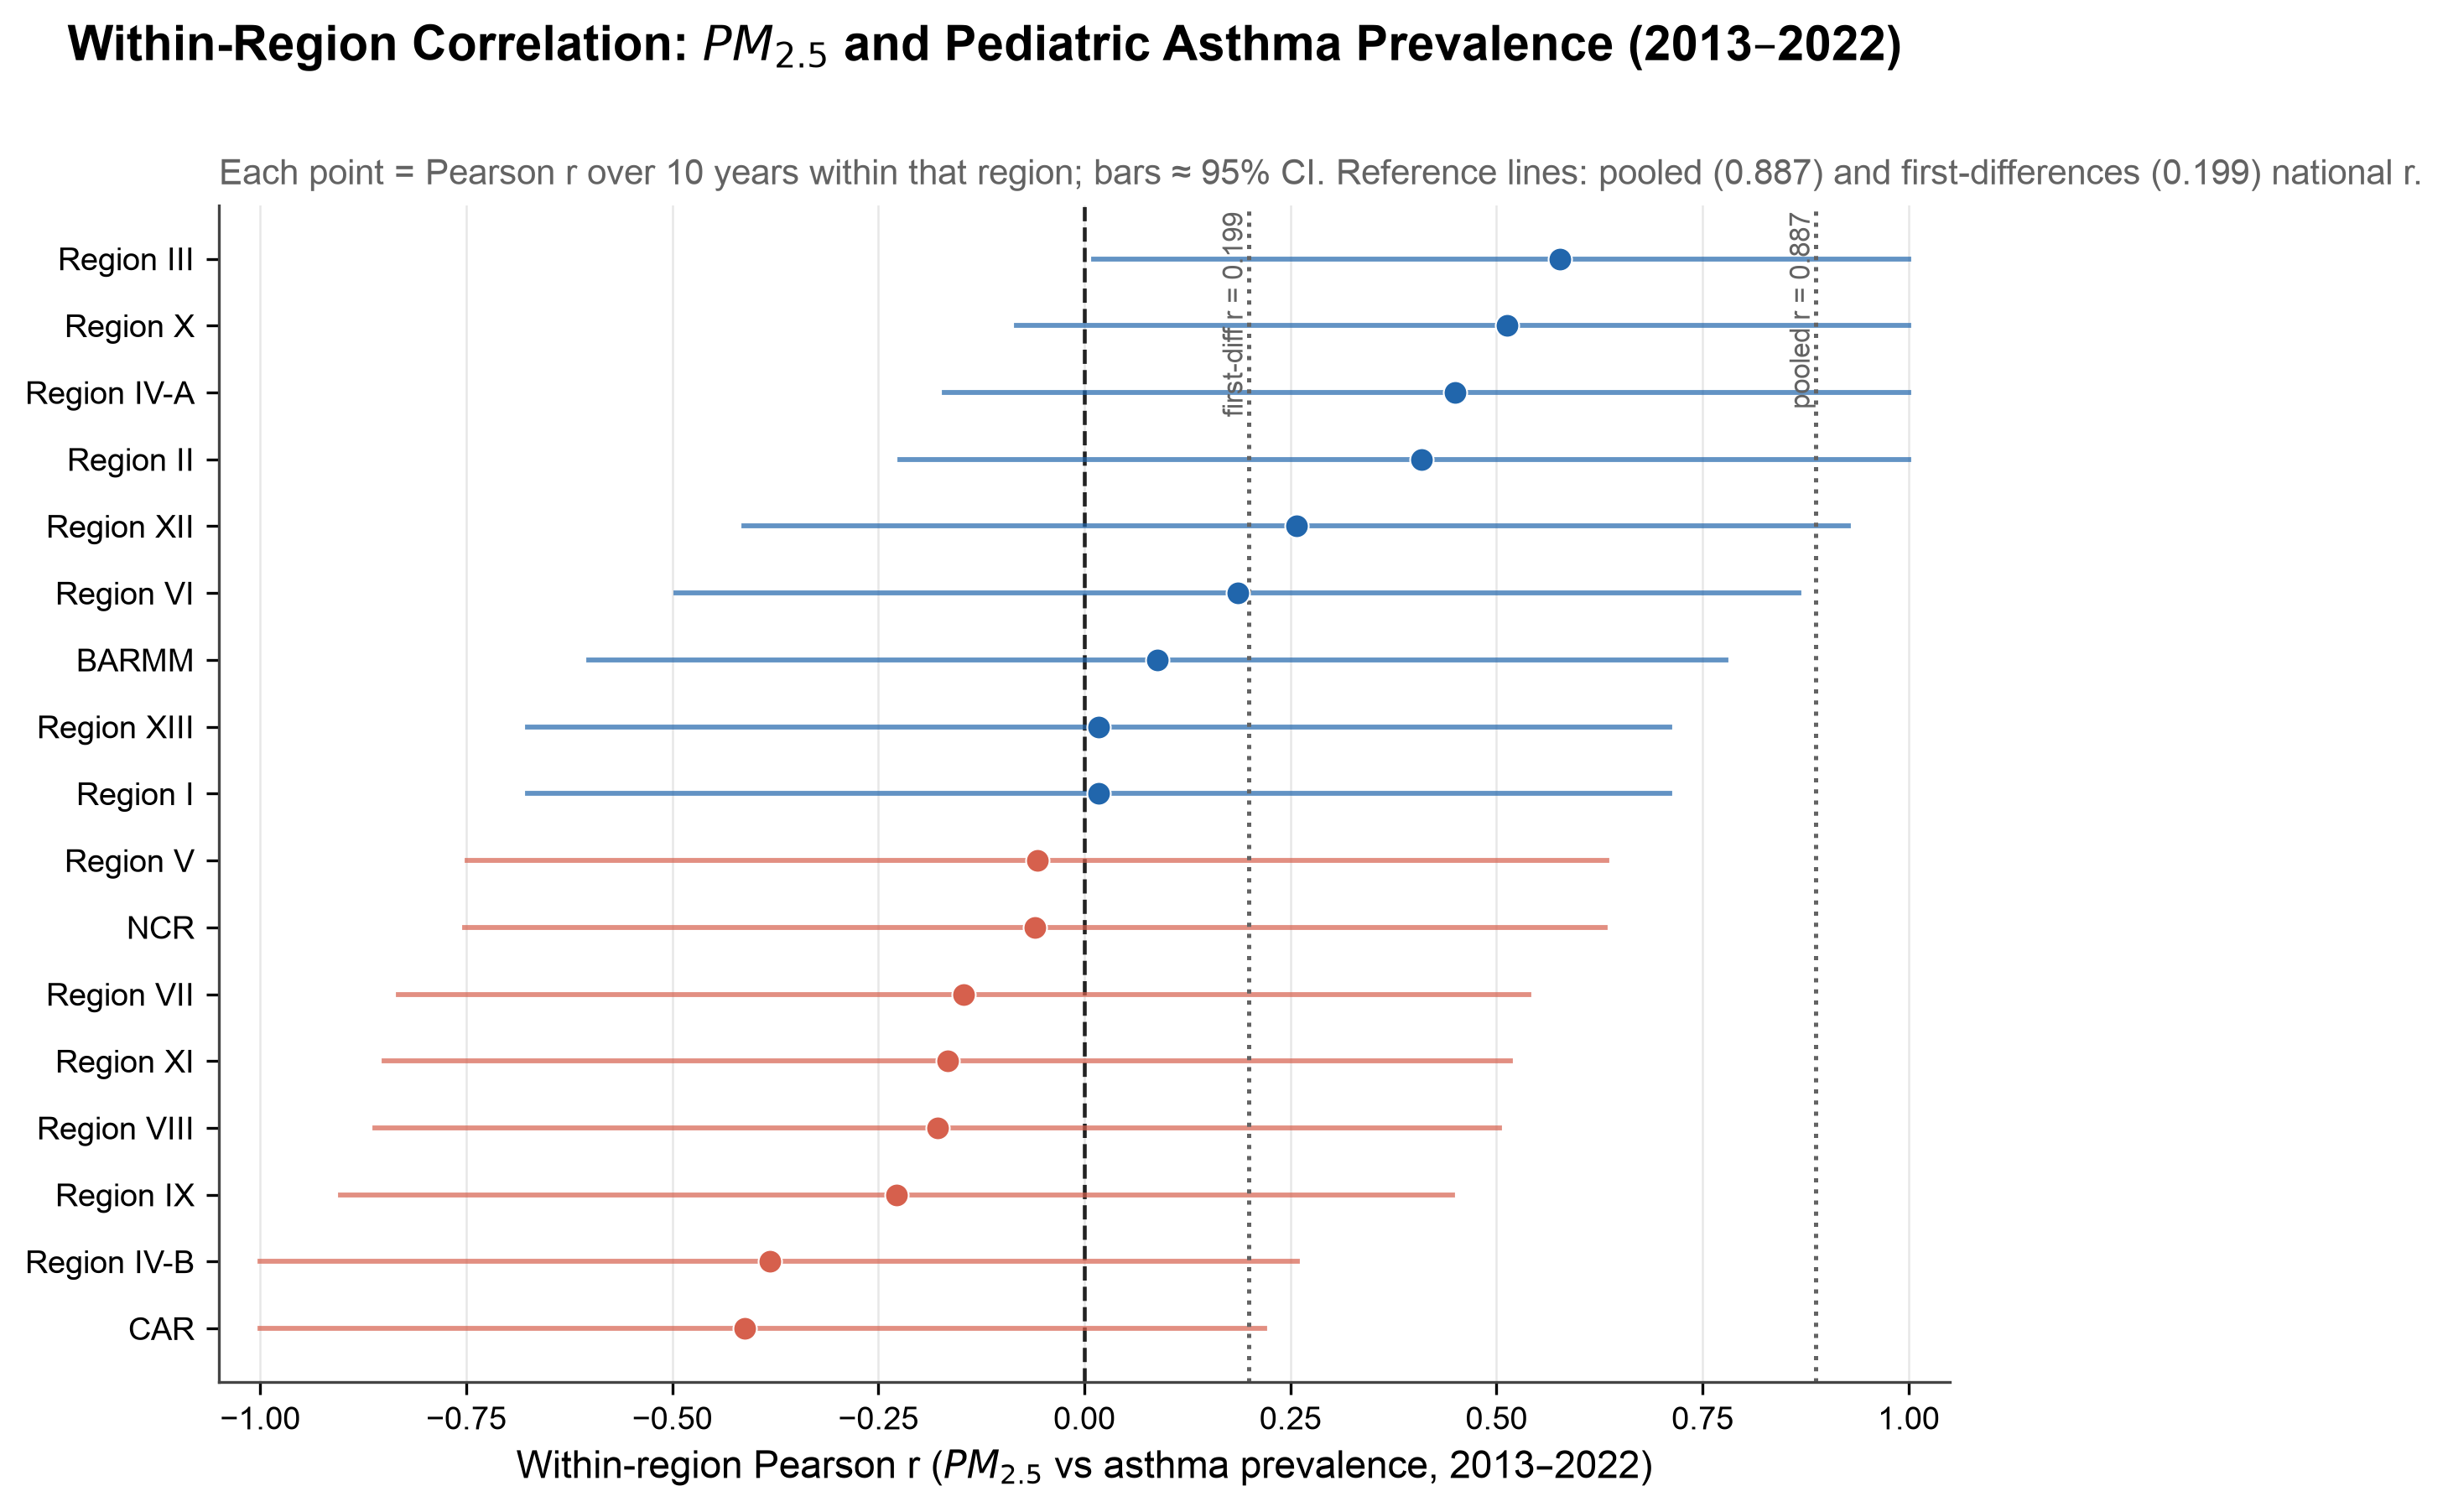 Within-Region Correlation: PM2.5 and Pediatric Asthma Prevalence (2013–2022)
Each point = Pearson r over 10 years within that region; bars ≈ 95% CI. Reference lines: pooled (0.887) and first-differences (0.199) national r.
first-diff r = 0.199
pooled r = 0.887
Region III
Region X
Region IV-A
Region II
Region XII
Region VI
BARMM
Region XIII
Region I
Region V
NCR
Region VII
Region XI
Region VIII
Region IX
Region IV-B
CAR
−1.00 −0.75 −0.50 −0.25 0.00 0.25 0.50 0.75 1.00
Within-region Pearson r (PM2.5 vs asthma prevalence, 2013–2022)